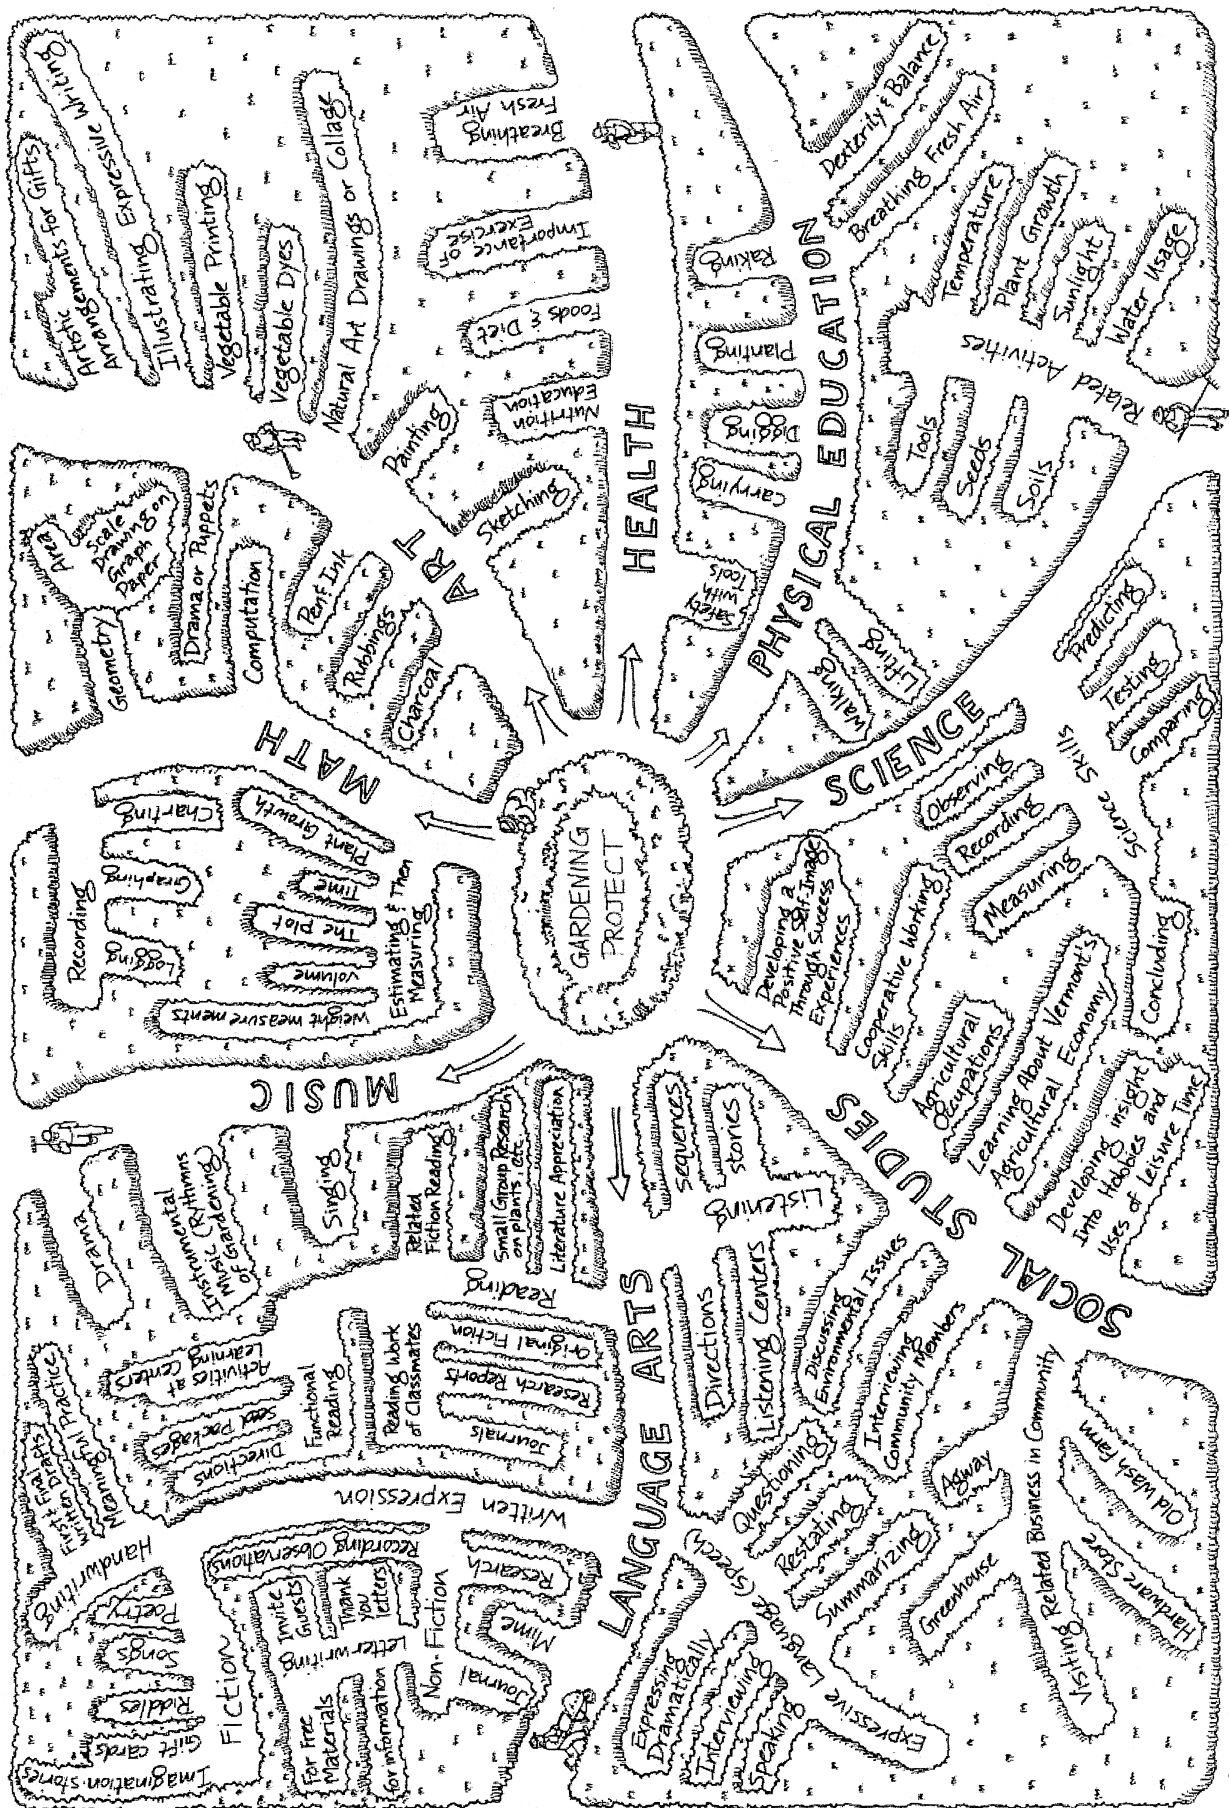 GARDENING
PROJECT
HEALTH
Nutrition
Education
Foods & Diet
Importance of
Exercise
Breathing
Fresh Air
PHYSICAL EDUCATION
Safety
with
Tools
Carrying
Digging
Planting
Raking
Walking
Lifting
Dexterity & Balance
Breathing Fresh Air
SCIENCE
Related Activities
Tools
Seeds
Soils
Temperature
Plant Growth
Sunlight
Water Usage
Science Skills
Observing
Recording
Measuring
Predicting
Testing
Comparing
Concluding
SOCIAL STUDIES
Developing a
Positive Self-Image
Through Success
Experiences
Cooperative Working
Skills
Agricultural
Occupations
Learning About Vermont's
Agricultural Economy
Developing insight
Into Hobbies and
Uses of Leisure Time
Discussing
Environmental Issues
Interviewing
Community Members
Visiting Related Business in Community
Agway
Greenhouse
Hardware Store
Old Wash Farm
LANGUAGE ARTS
Listening
Sequences
stories
Directions
Listening Centers
Expressive Language (Speech)
Questioning
Restating
Summarizing
Expressing
Dramatically
Interviewing
Speaking
Reading
Related
Fiction Reading
Small Group Research
on plants, etc.
Literature Appreciation
Reading Work
of Classmates
Original Fiction
Research Reports
Journals
Functional
Reading
Activities at
Learning Centers
Seed
Packages
Directions
Written Expression
Recording Observations
Non-Fiction
Research
Mime
Journal
Letter writing
Invite
Guests
Thank
You
letters
For Free
Materials
for information
Fiction
Poetry
Songs
Riddles
Gift cards
Imagination stories
Handwriting
First & Final
Written Drafts
Meaningful Practice
MUSIC
Drama
Instrumental
Music (Rythms
of Gardening)
Singing
MATH
Estimating & Then
Measuring
Weight measurements
Volume
The Plot
Time
Plant Growth
Recording
Logging
Graphing
Charting
Computation
Geometry
Area
Scale
Drawing on
Graph
Paper
ART
Charcoal
Rubbings
Pen & Ink
Drama or Puppets
Sketching
Painting
Natural Art Drawings or Collage
Vegetable Dyes
Vegetable Printing
Illustrating Expressive Writing
Artistic
Arrangements for Gifts